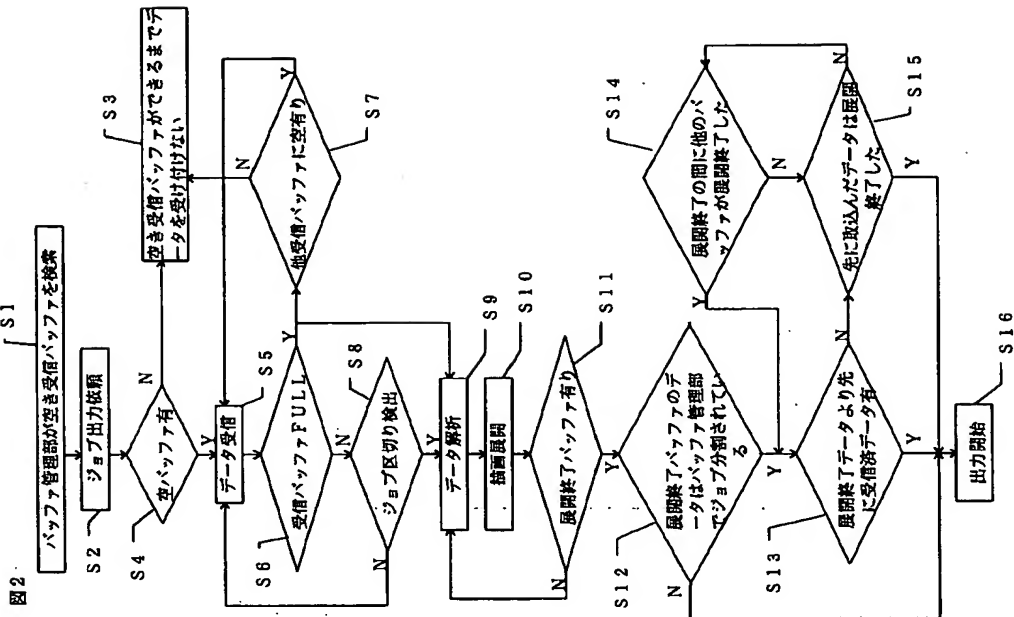 図2
S1
バッファ管理部が空き受信バッファを検索
S2
ジョブ出力依頼
S3
空き受信バッファができるまでデ
ータを受け付けない
S4
空バッファ有
N
Y
S5
データ受信
S6
受信バッファFULL
Y
N
S7
他受信バッファに空有り
N
Y
S8
ジョブ区切り検出
N
Y
S9
データ解析
S10
描画展開
S11
展開終了バッファ有り
N
Y
S12
展開終了バッファのデ
ータはバッファ管理部
でジョブ分割されてい
る
N
Y
S13
展開終了データより先
に受信済データ有
N
Y
S14
展開終了の間に他のバ
ッファが展開終了した
Y
N
S15
先に取込んだデータは展開
終了した
N
Y
S16
出力開始